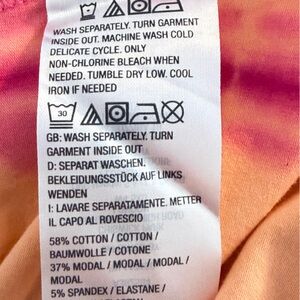 WASH SEPARATELY. TURN GARMENT
INSIDE OUT. MACHINE WASH COLD
DELICATE CYCLE. ONLY
NON-CHLORINE BLEACH WHEN
NEEDED. TUMBLE DRY LOW. COOL
IRON IF NEEDED
30
GB: WASH SEPARATELY. TURN
GARMENT INSIDE OUT
D: SEPARAT WASCHEN.
BEKLEIDUNGSSTÜCK AUF LINKS
WENDEN
I: LAVARE SEPARATAMENTE. METTER
IL CAPO AL ROVESCIO
58% COTTON / COTTON /
BAUMWOLLE / COTONE
37% MODAL / MODAL / MODAL /
MODAL
5% SPANDEX / ELASTANE /